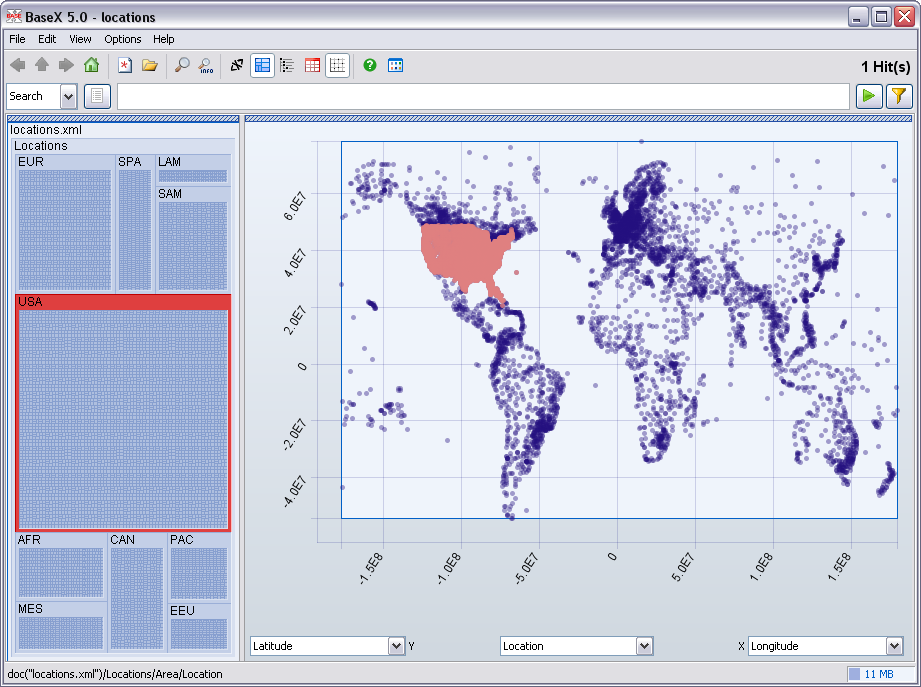 BASE BaseX 5.0 - locations
File Edit View Options Help
INFO
1 Hit(s)
Search
locations.xml
Locations
EUR SPA LAM
SAM
USA
AFR CAN PAC
MES EEU
6.0E7
4.0E7
2.0E7
0
-2.0E7
-4.0E7
-1.5E8 -1.0E8 -5.0E7 0 5.0E7 1.0E8 1.5E8
Latitude Y Location X Longitude
doc("locations.xml")/Locations/Area/Location 11 MB